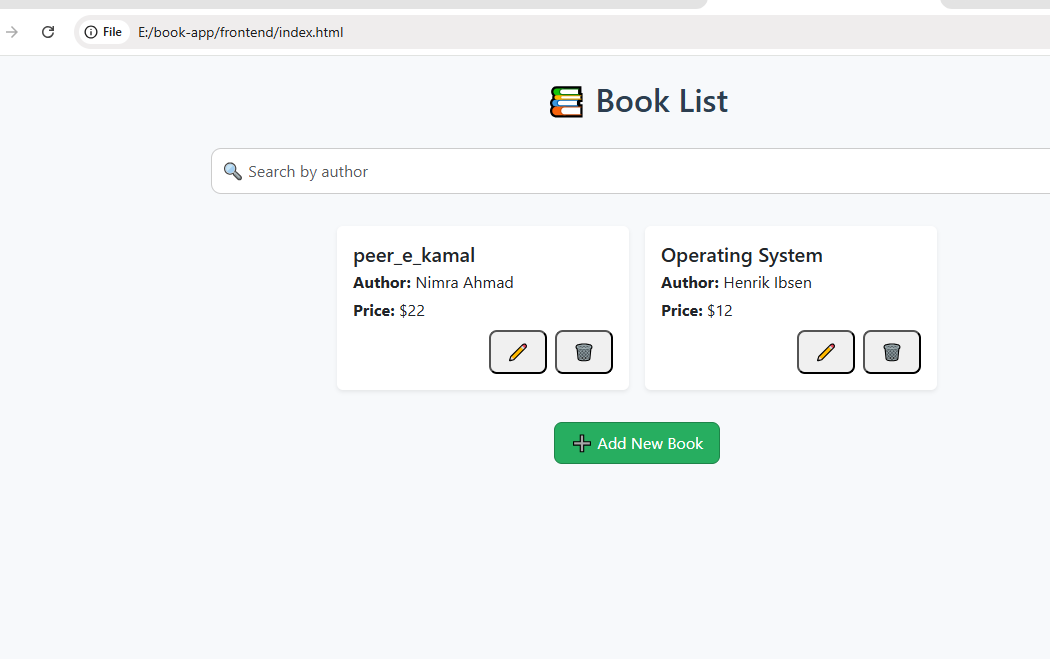 File E:/book-app/frontend/index.html
📚 Book List
🔍 Search by author
peer_e_kamal
Author: Nimra Ahmad
Price: $22
Operating System
Author: Henrik Ibsen
Price: $12
➕ Add New Book